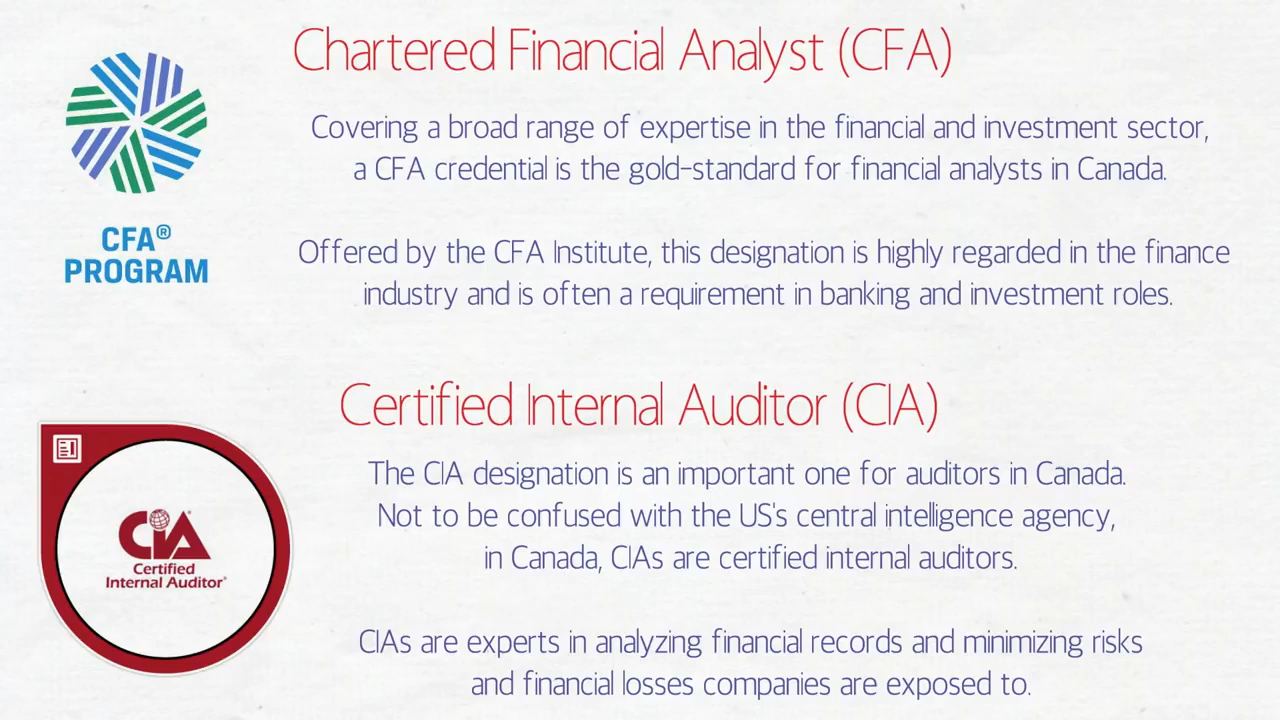 Chartered Financial Analyst (CFA)
Covering a broad range of expertise in the financial and investment sector,
a CFA credential is the gold-standard for financial analysts in Canada.
CFA®
PROGRAM
Offered by the CFA Institute, this designation is highly regarded in the finance
industry and is often a requirement in banking and investment roles.
Certified Internal Auditor (CIA)
The CIA designation is an important one for auditors in Canada.
Not to be confused with the US's central intelligence agency,
in Canada, CIAs are certified internal auditors.
CIA®
Certified
Internal Auditor®
CIAs are experts in analyzing financial records and minimizing risks
and financial losses companies are exposed to.